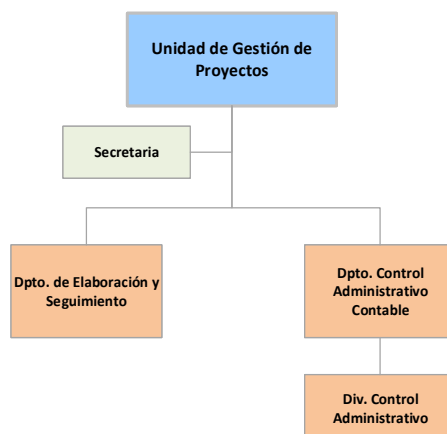 Unidad de Gestión de
Proyectos
Secretaria
Dpto. de Elaboración y
Seguimiento
Dpto. Control
Administrativo
Contable
Div. Control
Administrativo